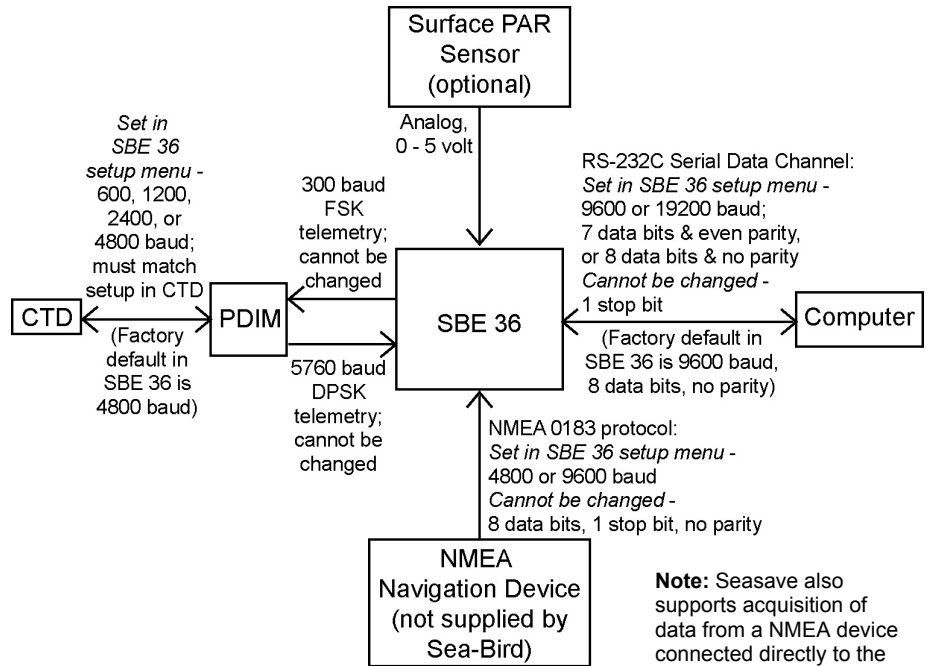 Surface PAR
Sensor
(optional)
Analog,
0 - 5 volt
Set in
SBE 36
setup menu -
600, 1200,
2400, or
4800 baud;
must match
setup in CTD
300 baud
FSK
telemetry;
cannot be
changed
RS-232C Serial Data Channel:
Set in SBE 36 setup menu -
9600 or 19200 baud;
7 data bits & even parity,
or 8 data bits & no parity
Cannot be changed -
1 stop bit
CTD
PDIM
SBE 36
Computer
(Factory
default in
SBE 36 is
4800 baud)
5760 baud
DPSK
telemetry;
cannot be
changed
(Factory default in
SBE 36 is 9600 baud,
8 data bits, no parity)
NMEA 0183 protocol:
Set in SBE 36 setup menu -
4800 or 9600 baud
Cannot be changed -
8 data bits, 1 stop bit, no parity
NMEA
Navigation Device
(not supplied by
Sea-Bird)
Note: Seasave also
supports acquisition of
data from a NMEA device
connected directly to the